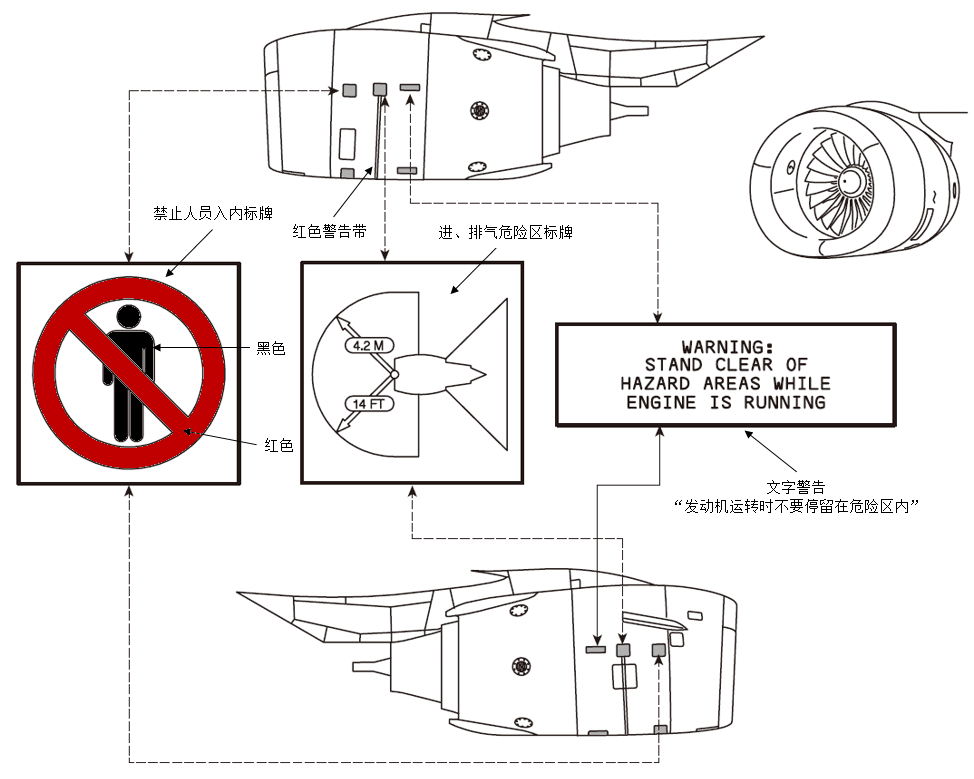 禁止人员入内标牌
红色警告带
进、排气危险区标牌
黑色
红色
4.2 M
14 FT
WARNING:
STAND CLEAR OF
HAZARD AREAS WHILE
ENGINE IS RUNNING
文字警告
“发动机运转时不要停留在危险区内”